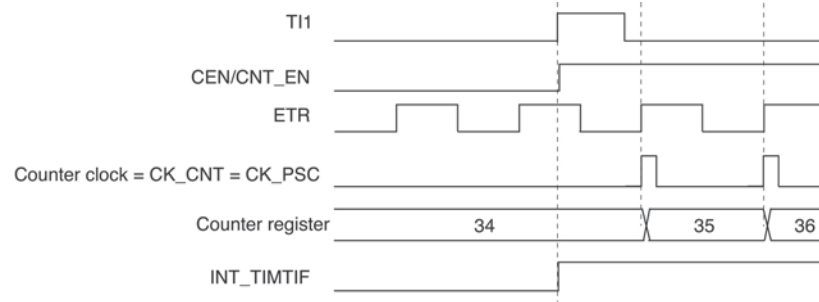 TI1
CEN/CNT_EN
ETR
Counter clock = CK_CNT = CK_PSC
Counter register 34 35 36
INT_TIMTIF